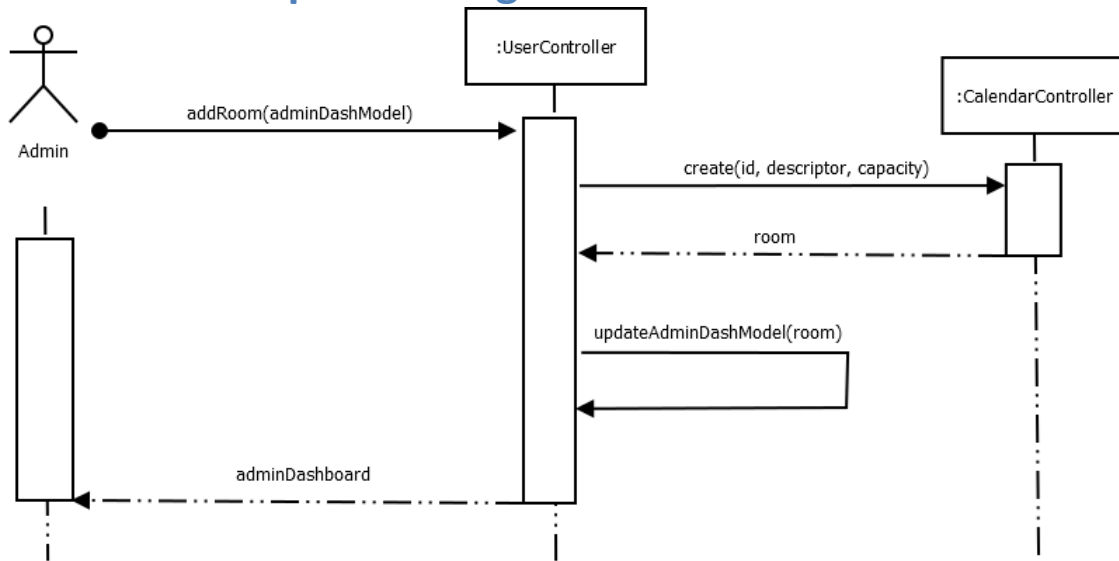 :UserController
:CalendarController
addRoom(adminDashModel)
Admin
create(id, descriptor, capacity)
room
updateAdminDashModel(room)
adminDashboard